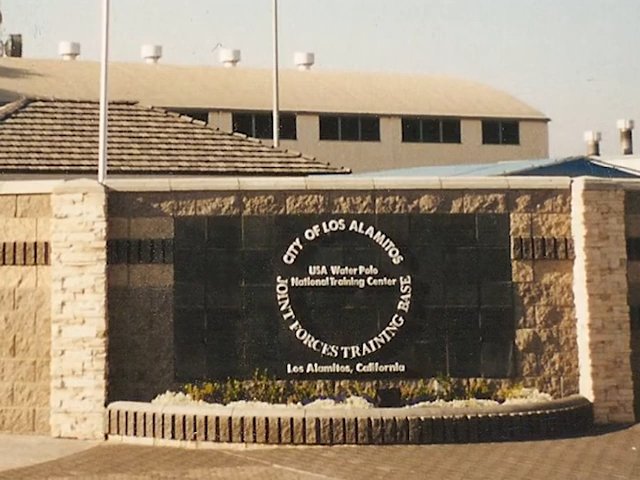 CITY OF LOS ALAMITOS
USA Water Polo
National Training Center
JOINT FORCES TRAINING BASE
Los Alamitos, California